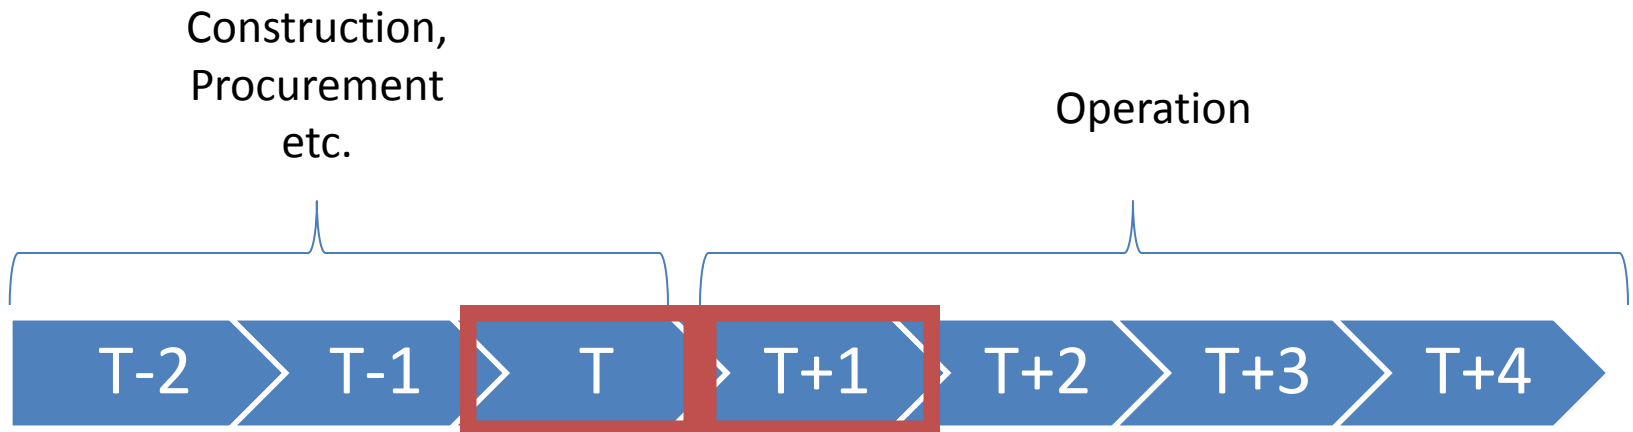 Construction,
Procurement
etc.
Operation
T-2
T-1
T
T+1
T+2
T+3
T+4